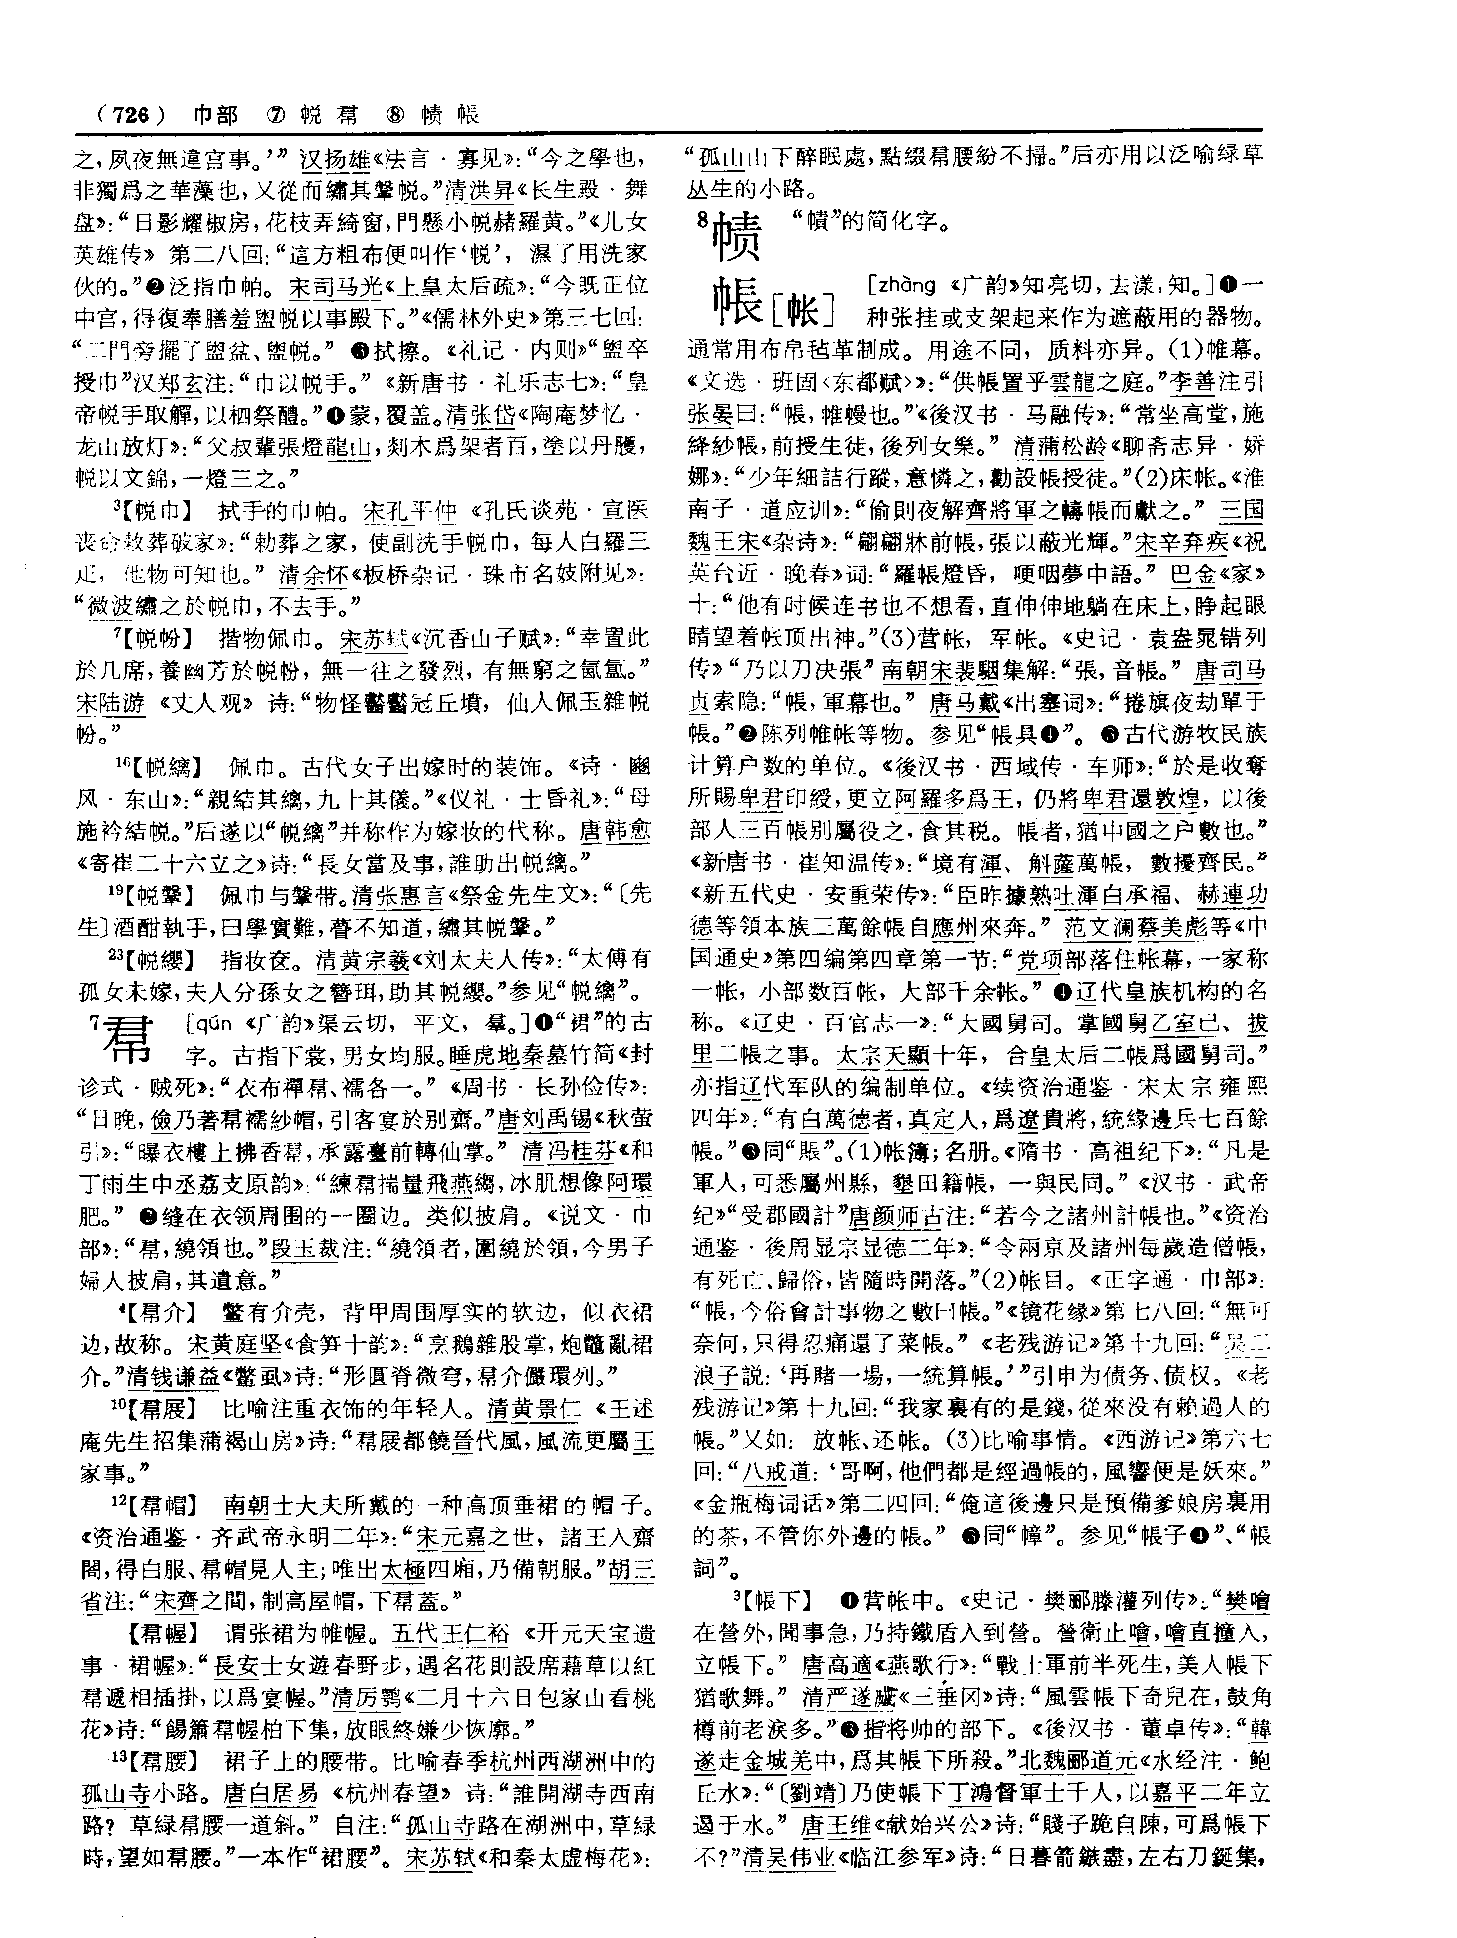 (726) 巾部 ⑦ 帨 帬 ⑧ 帻 帳
之,夙夜無違宫事。’” 汉扬雄《法言·寡见》:“今之學也,
非獨爲之華藻也,又從而繡其鞶帨。”清洪昇《长生殿·舞
盘》:“日影耀椒房,花枝弄綺窗,門懸小帨赭羅黄。”《儿女
英雄传》第二八回:“這方粗布便叫作‘帨’, 濕了用洗家
伙的。”❷泛指巾帕。 宋司马光《上皇太后疏》:“今既正位
中宫,得復奉膳羞盥帨以事殿下。”《儒林外史》第三七回:
“二門旁擺了盥盆、盥帨。” ❸拭擦。《礼记·内则》“盥卒
授巾”汉郑玄注:“巾以帨手。” 《新唐书·礼乐志七》:“皇
帝帨手取觶,以柶祭醴。”❹蒙,覆盖。清张岱《陶庵梦忆·
龙山放灯》:“父叔輩張燈龍山,剡木爲架者百,塗以丹雘,
帨以文錦,一燈三之。”
³【帨巾】 拭手的巾帕。 宋孔平仲《孔氏谈苑·宣医
丧命敕葬破家》:“勅葬之家, 使副洗手帨巾,每人白羅三
疋, 他物可知也。” 清余怀《板桥杂记·珠市名妓附见》:
“微波繡之於帨巾,不去手。”
⁷【帨帉】 揩物佩巾。 宋苏轼《沉香山子赋》:“幸置此
於几席,養幽芳於帨帉, 無一往之發烈, 有無窮之氤氳。”
宋陆游《丈人观》诗:“物怪
冠丘墳, 仙人佩玉雜帨
帉。”
¹⁶【帨縭】 佩巾。古代女子出嫁时的装饰。《诗·豳
风·东山》:“親結其縭,九十其儀。”《仪礼·士昏礼》:“母
施衿結帨。”后遂以“帨縭”并称作为嫁妆的代称。唐韩愈
《寄崔二十六立之》诗:“長女當及事,誰助出帨縭。”
¹⁹【帨鞶】 佩巾与鞶带。清张惠言《祭金先生文》:“〔先
生〕酒酣執手,曰學實難,瞢不知道,繡其帨鞶。”
²³【帨纓】 指妆奁。清黄宗羲《刘太夫人传》:“太傅有
孤女未嫁,夫人分孫女之簪珥,助其帨纓。”参见“帨縭”。
⁷帬 [qún 《广韵》渠云切, 平文, 羣。]❶“裙”的古
字。 古指下裳,男女均服。睡虎地秦墓竹简《封
诊式·贼死》:“衣布襌帬、襦各一。” 《周书·长孙俭传》:
“日晚,儉乃著帬襦紗帽,引客宴於別齋。”唐刘禹锡《秋萤
引》:“曝衣樓上拂香帬,承露臺前轉仙掌。” 清冯桂芬《和
丁雨生中丞荔支原韵》:“練帬揣量飛燕縐,冰肌想像阿環
肥。” ❷缝在衣领周围的一圈边。类似披肩。《说文·巾
部》:“帬,繞領也。”段玉裁注:“繞領者,圍繞於領,今男子
婦人披肩,其遺意。”
⁴【帬介】 鳖有介壳, 背甲周围厚实的软边, 似衣裙
边,故称。 宋黄庭坚《食笋十韵》:“烹鵝雜股掌,炮鼈亂裙
介。”清钱谦益《鳖虱》诗:“形匾脊微穹,帬介儼環列。”
¹⁰【帬屐】 比喻注重衣饰的年轻人。清黄景仁《王述
庵先生招集蒲褐山房》诗:“帬屐都饒晉代風,風流更屬王
家事。”
¹²【帬帽】 南朝士大夫所戴的一种高顶垂裙的帽子。
《资治通鉴·齐武帝永明二年》:“宋元嘉之世, 諸王入齋
閤,得白服、帬帽見人主;唯出太極四廂,乃備朝服。”胡三
省注:“宋齊之間,制高屋帽,下帬蓋。”
【帬幄】 谓张裙为帷幄。五代王仁裕《开元天宝遗
事·裙幄》:“長安士女遊春野步,遇名花則設席藉草以紅
帬遞相插掛,以爲宴幄。”清厉鹗《二月十六日包家山看桃
花》诗:“餳簫帬幄柏下集,放眼終嫌少恢廓。”
¹³【帬腰】 裙子上的腰带。比喻春季杭州西湖洲中的
孤山寺小路。唐白居易《杭州春望》诗:“誰開湖寺西南
路? 草緑帬腰一道斜。” 自注:“孤山寺路在湖洲中,草緑
時,望如帬腰。”一本作“裙腰”。宋苏轼《和秦太虚梅花》:
“孤山山下醉眠處,點綴帬腰紛不掃。”后亦用以泛喻绿草
丛生的小路。
⁸帻 “幘”的简化字。
帳[帐] [zhàng 《广韵》知亮切,去漾,知。]❶一
种张挂或支架起来作为遮蔽用的器物。
通常用布帛毡革制成。用途不同, 质料亦异。(1)帷幕。
《文选·班固〈东都赋〉》:“供帳置乎雲龍之庭。”李善注引
张晏曰:“帳,帷幔也。”《後汉书·马融传》:“常坐高堂,施
绛紗帳,前授生徒,後列女樂。” 清蒲松龄《聊斋志异·娇
娜》:“少年細詰行蹤,意憐之,勸設帳授徒。”(2)床帐。《淮
南子·道应训》:“偷則夜解齊將軍之幬帳而獻之。” 三国
魏王宋《杂诗》:“翩翩牀前帳,張以蔽光輝。”宋辛弃疾《祝
英台近·晚春》词:“羅帳燈昏, 哽咽夢中語。” 巴金《家》
十:“他有时候连书也不想看,直伸伸地躺在床上,睁起眼
睛望着帐顶出神。”(3)营帐, 军帐。《史记·袁盎晁错列
传》“乃以刀决張” 南朝宋裴駰集解:“張,音帳。” 唐司马
贞索隐:“帳,軍幕也。” 唐马戴《出塞词》:“捲旗夜劫單于
帳。”❷陈列帷帐等物。参见“帳具❹”。❸古代游牧民族
计算户数的单位。《後汉书·西域传·车师》:“於是收奪
所賜卑君印綬,更立阿羅多爲王, 仍將卑君還敦煌, 以後
部人三百帳别屬役之,食其税。帳者,猶中國之户數也。”
《新唐书·崔知温传》:“境有渾、斛薩萬帳, 數擾齊民。”
《新五代史·安重荣传》:“臣昨據熟吐渾白承福、赫連功
德等領本族三萬餘帳自應州來奔。” 范文澜蔡美彪等《中
国通史》第四编第四章第一节:“党项部落住帐幕,一家称
一帐, 小部数百帐, 大部千余帐。” ❹辽代皇族机构的名
称。《辽史·百官志一》:“大國舅司。掌國舅乙室已、拔
里二帳之事。太宗天顯十年, 合皇太后二帳爲國舅司。”
亦指辽代军队的编制单位。《续资治通鉴·宋太宗雍熙
四年》:“有白萬德者,真定人,爲遼貴將,統緣邊兵七百餘
帳。”❺同“賬”。(1)帐簿;名册。《隋书·高祖纪下》:“凡是
軍人,可悉屬州縣, 墾田籍帳, 一與民同。” 《汉书·武帝
纪》“受郡國計”唐颜师古注:“若今之諸州計帳也。”《资治
通鉴·後周显宗显德二年》:“令兩京及諸州每歲造僧帳,
有死亡、歸俗,皆隨時開落。”(2)帐目。《正字通·巾部》:
“帳,今俗會計事物之數曰帳。”《镜花缘》第七八回:“無可
奈何,只得忍痛還了菜帳。” 《老残游记》第十九回:“吴二
浪子説:‘再賭一場,一統算帳。’”引申为债务、债权。《老
残游记》第十九回:“我家裏有的是錢,從來没有賴過人的
帳。”又如: 放帐、还帐。(3)比喻事情。《西游记》第六七
回:“八戒道:‘哥啊,他們都是經過帳的,風響便是妖來。”
《金瓶梅词话》第二四回:“俺這後邊只是預備爹娘房裏用
的茶,不管你外邊的帳。” ❻同“幛”。参见“帳子❹”、“帳
詞”。
³【帳下】 ❶营帐中。《史记·樊郦滕灌列传》:“樊噲
在營外,聞事急,乃持鐵盾入到營。營衛止噲,噲直撞入,
立帳下。” 唐高適《燕歌行》:“戰士軍前半死生,美人帳下
猶歌舞。” 清严遂成《三垂冈》诗:“風雲帳下奇兒在,鼓角
樽前老淚多。”❷指将帅的部下。《後汉书·董卓传》:“韓
遂走金城羌中,爲其帳下所殺。”北魏郦道元《水经注·鲍
丘水》:“〔劉靖〕乃使帳下丁鴻督軍士千人,以嘉平二年立
遏于水。” 唐王维《献始兴公》诗:“賤子跪自陳,可爲帳下
不?”清吴伟业《临江参军》诗:“日暮箭鏃盡,左右刀鋋集,